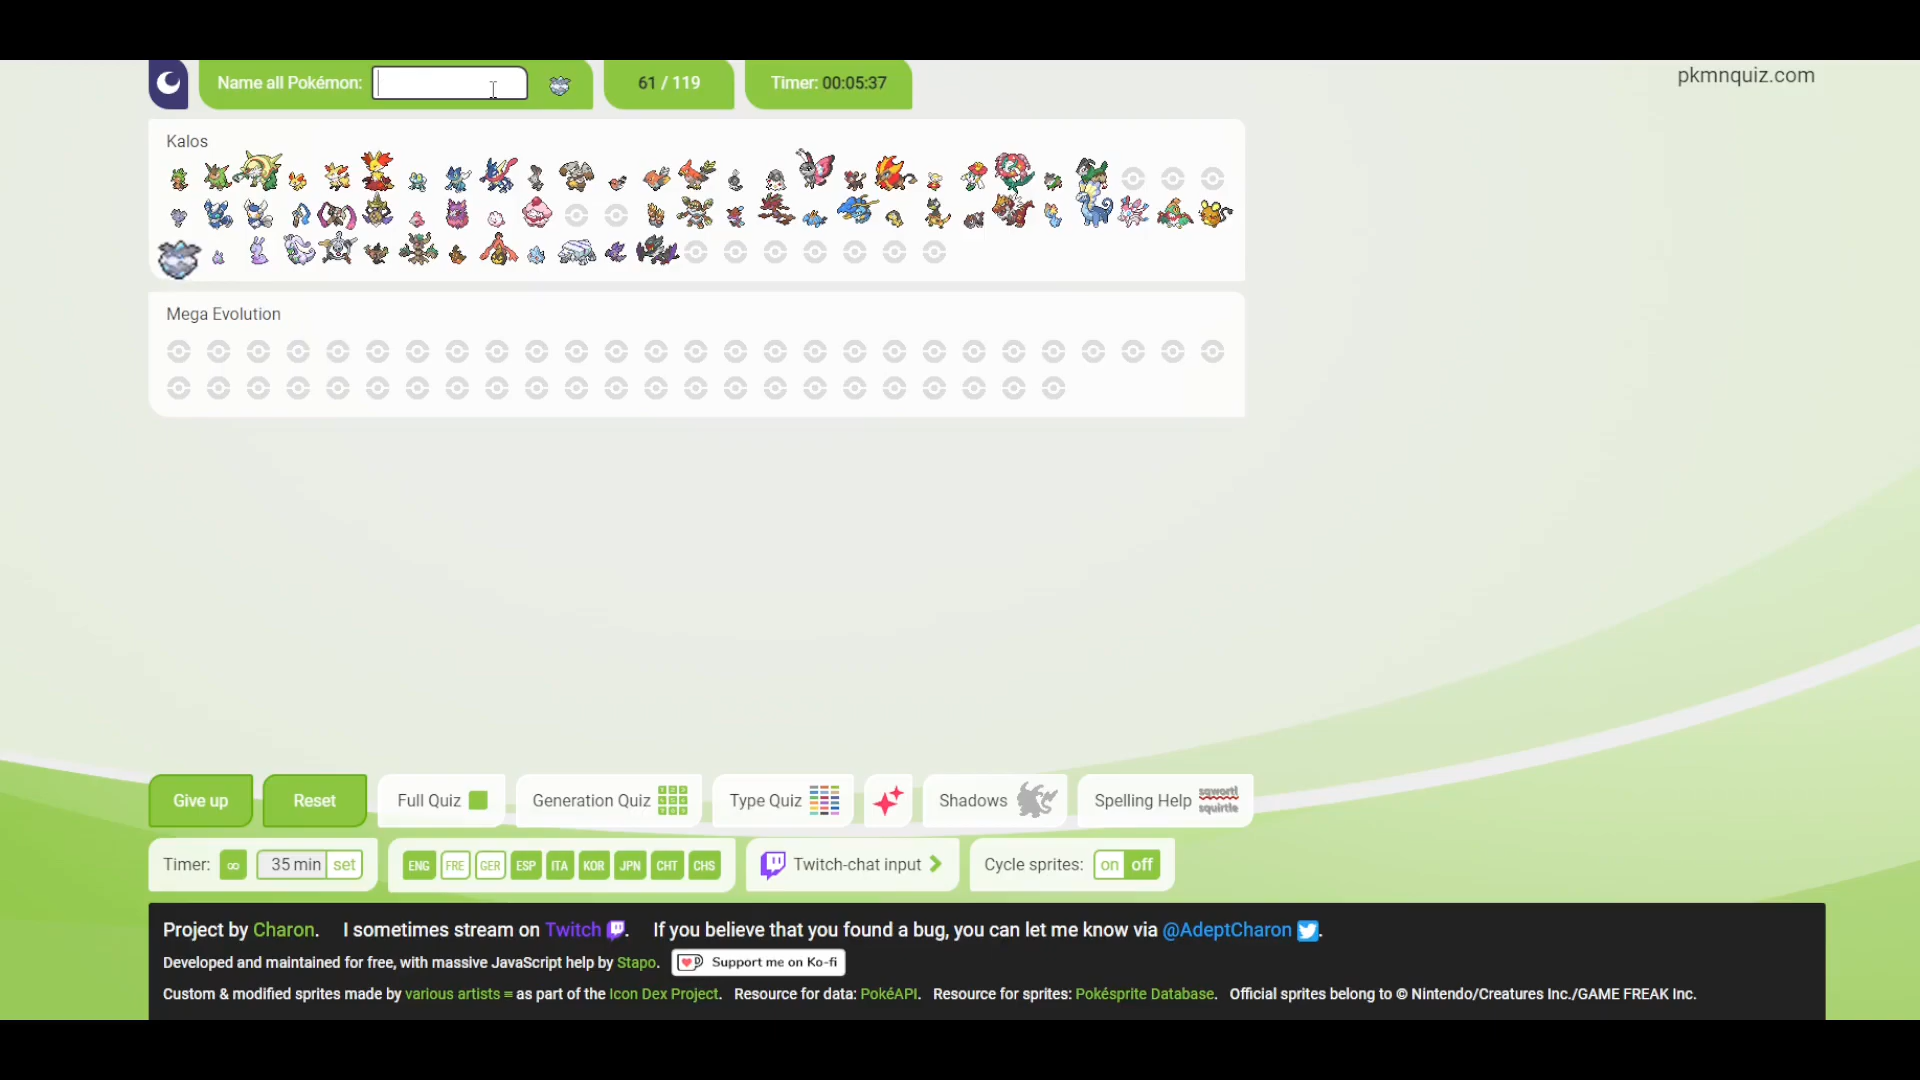 Name all Pokémon:
61 / 119
Timer: 00:05:37
pkmnquiz.com
Kalos
Mega Evolution
Give up
Reset
Full Quiz
Generation Quiz
Type Quiz
Shadows
Spelling Help
sqwortl
squirtle
Timer: ∞ 35 min set
ENG FRE GER ESP ITA KOR JPN CHT CHS
Twitch-chat input
Cycle sprites: on off
Project by Charon. I sometimes stream on Twitch. If you believe that you found a bug, you can let me know via @AdeptCharon.
Developed and maintained for free, with massive JavaScript help by Stapo. Support me on Ko-fi
Custom & modified sprites made by various artists = as part of the Icon Dex Project. Resource for data: PokéAPI. Resource for sprites: Pokésprite Database. Official sprites belong to © Nintendo/Creatures Inc./GAME FREAK Inc.